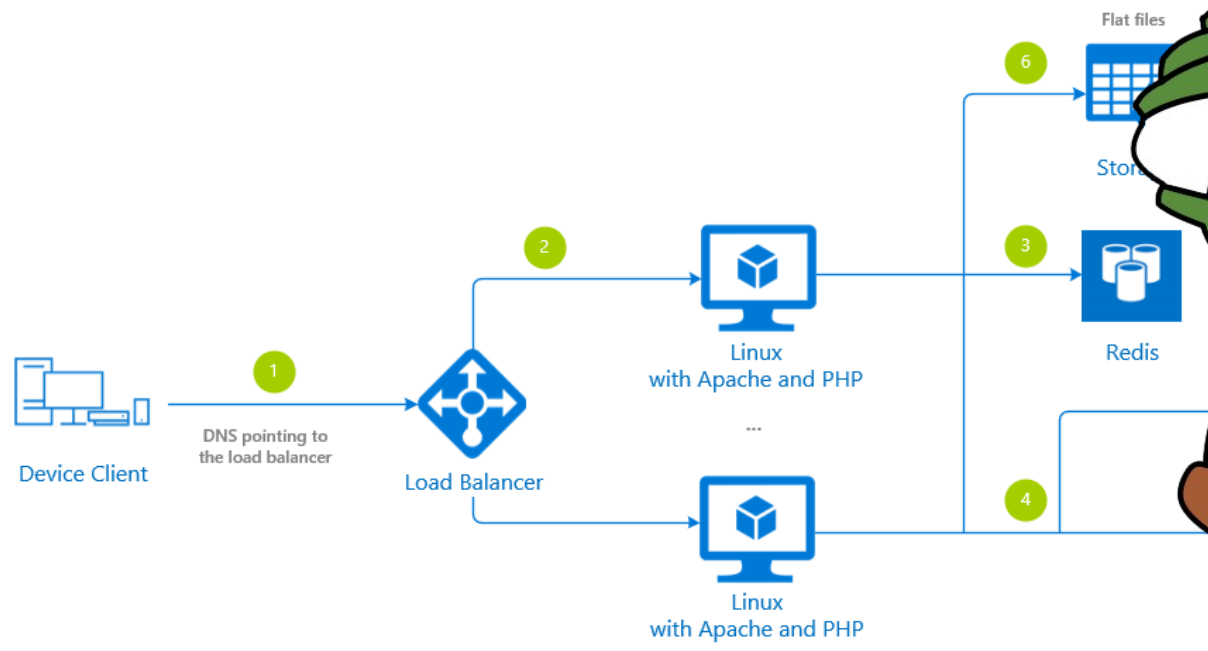 Flat files
6
Stor
2
3
Redis
Linux
with Apache and PHP
...
1
DNS pointing to
the load balancer
Device Client
Load Balancer
4
Linux
with Apache and PHP